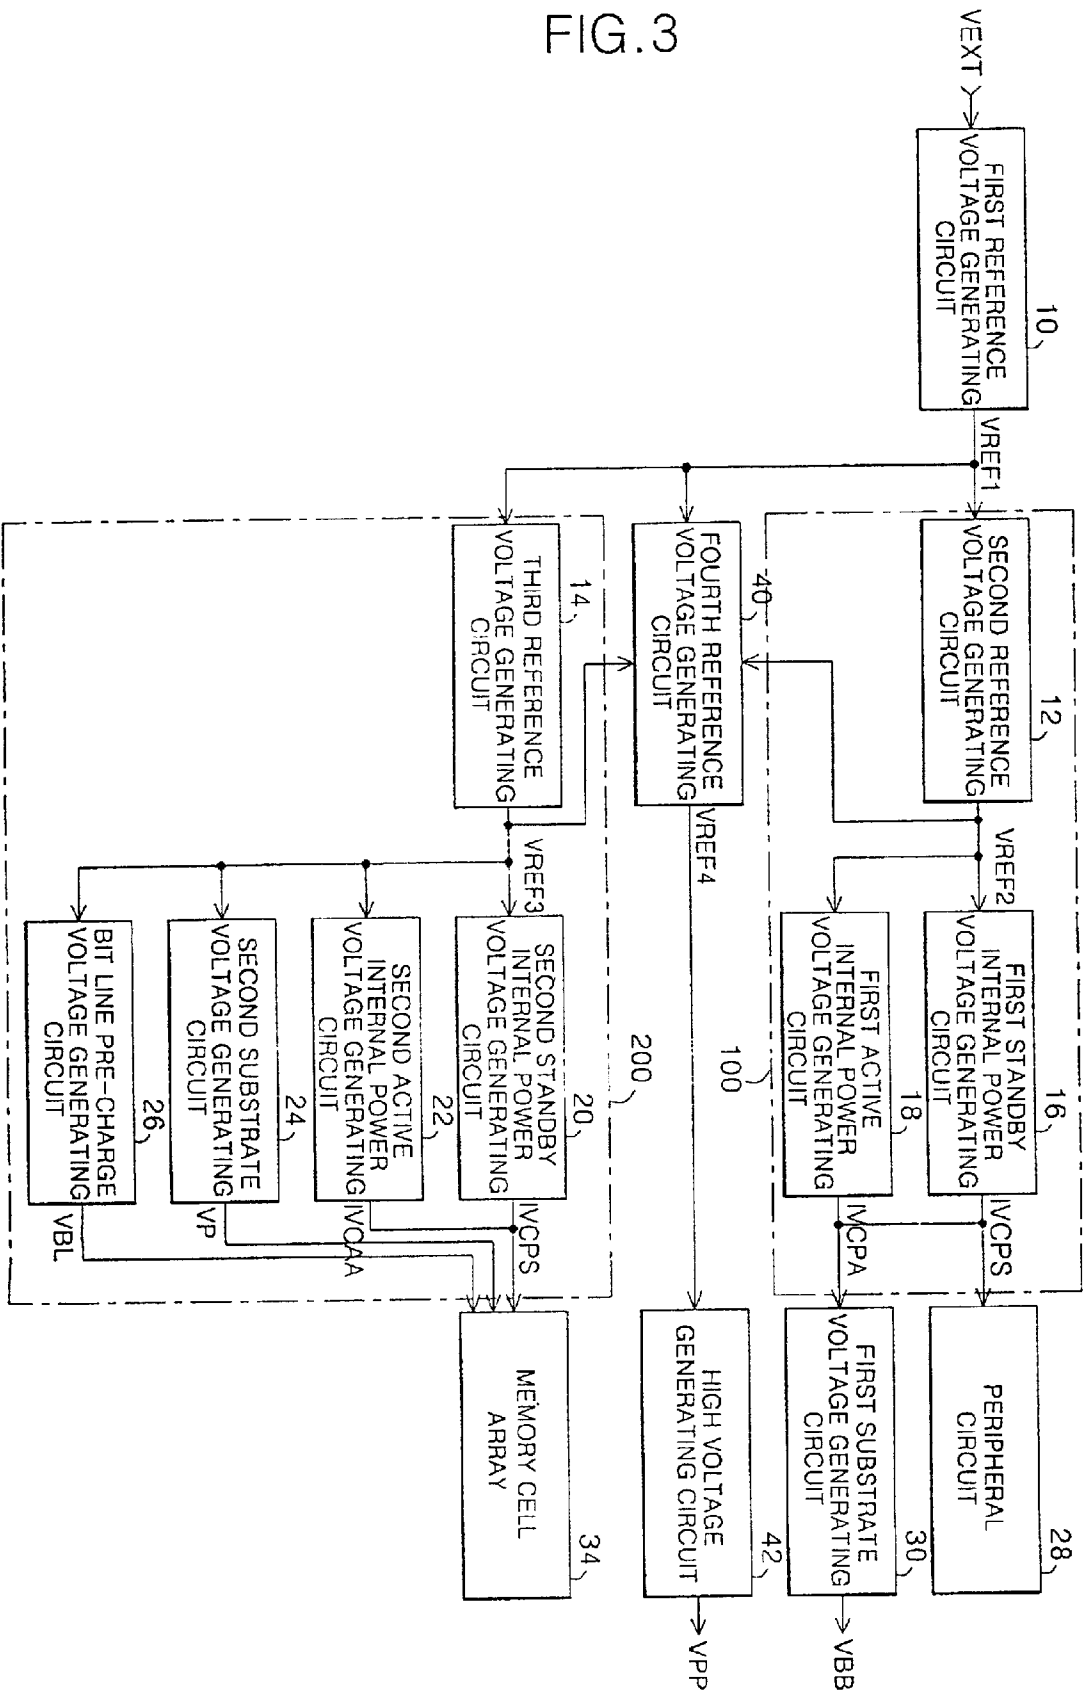 FIG.3
VEXT
FIRST REFERENCE
VOLTAGE GENERATING
CIRCUIT
10
VREF1
SECOND REFERENCE
VOLTAGE GENERATING
CIRCUIT
12
VREF2
FIRST STANDBY
INTERNAL POWER
VOLTAGE GENERATING
CIRCUIT
16
IVCPS
PERIPHERAL
CIRCUIT
28
FIRST ACTIVE
INTERNAL POWER
VOLTAGE GENERATING
CIRCUIT
18
IVCPA
FIRST SUBSTRATE
VOLTAGE GENERATING
CIRCUIT
30
VBB
100
FOURTH REFERENCE
VOLTAGE GENERATING
CIRCUIT
40
VREF4
HIGH VOLTAGE
GENERATING CIRCUIT
42
VPP
200
THIRD REFERENCE
VOLTAGE GENERATING
CIRCUIT
14
VREF3
SECOND STANDBY
INTERNAL POWER
VOLTAGE GENERATING
CIRCUIT
20
IVCPS
SECOND ACTIVE
INTERNAL POWER
VOLTAGE GENERATING
CIRCUIT
22
IVCAA
SECOND SUBSTRATE
VOLTAGE GENERATING
CIRCUIT
24
VP
BIT LINE PRE-CHARGE
VOLTAGE GENERATING
CIRCUIT
26
VBL
MEMORY CELL
ARRAY
34